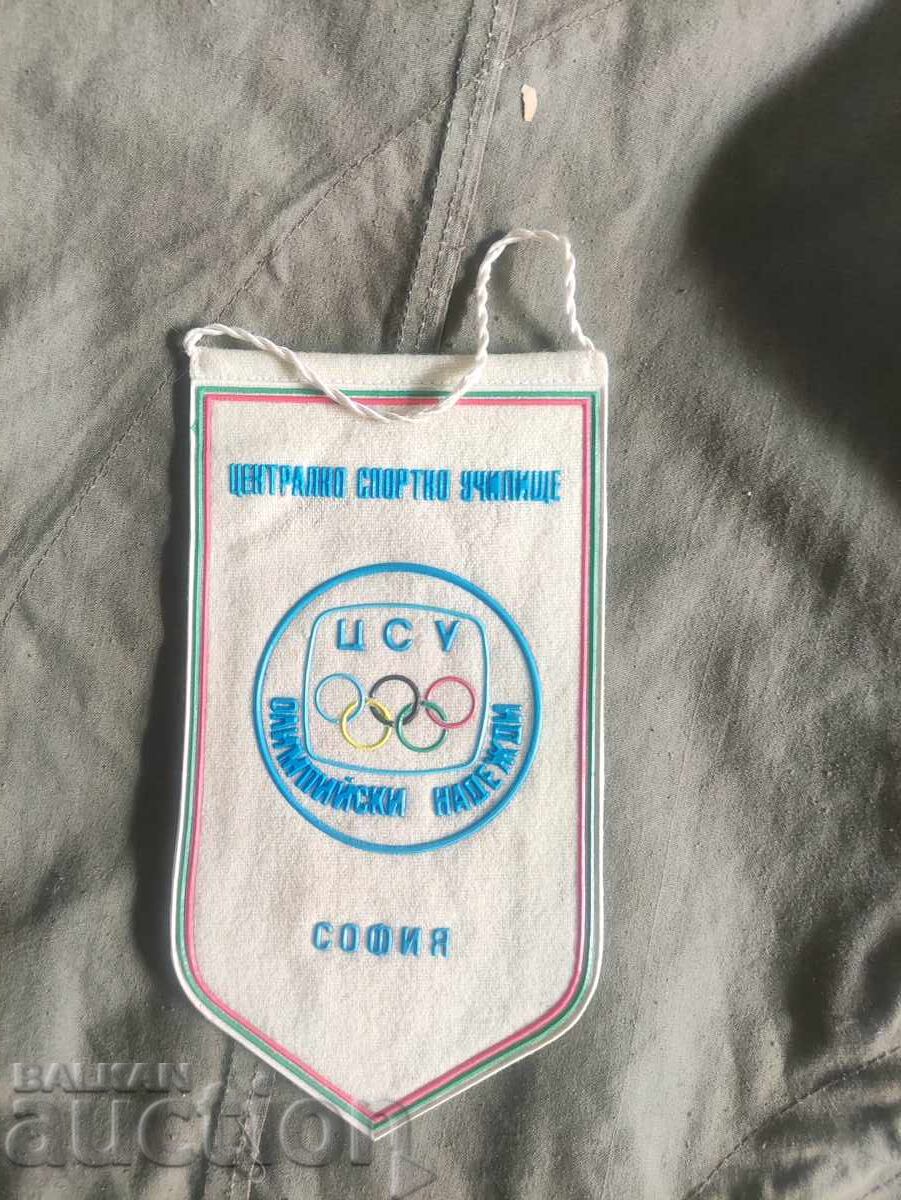 ЦЕНТРАЛНО СПОРТНО УЧИЛИЩЕ
ЦСУ
ОЛИМПИЙСКИ НАДЕЖДИ
СОФИЯ
BALKAN
auction